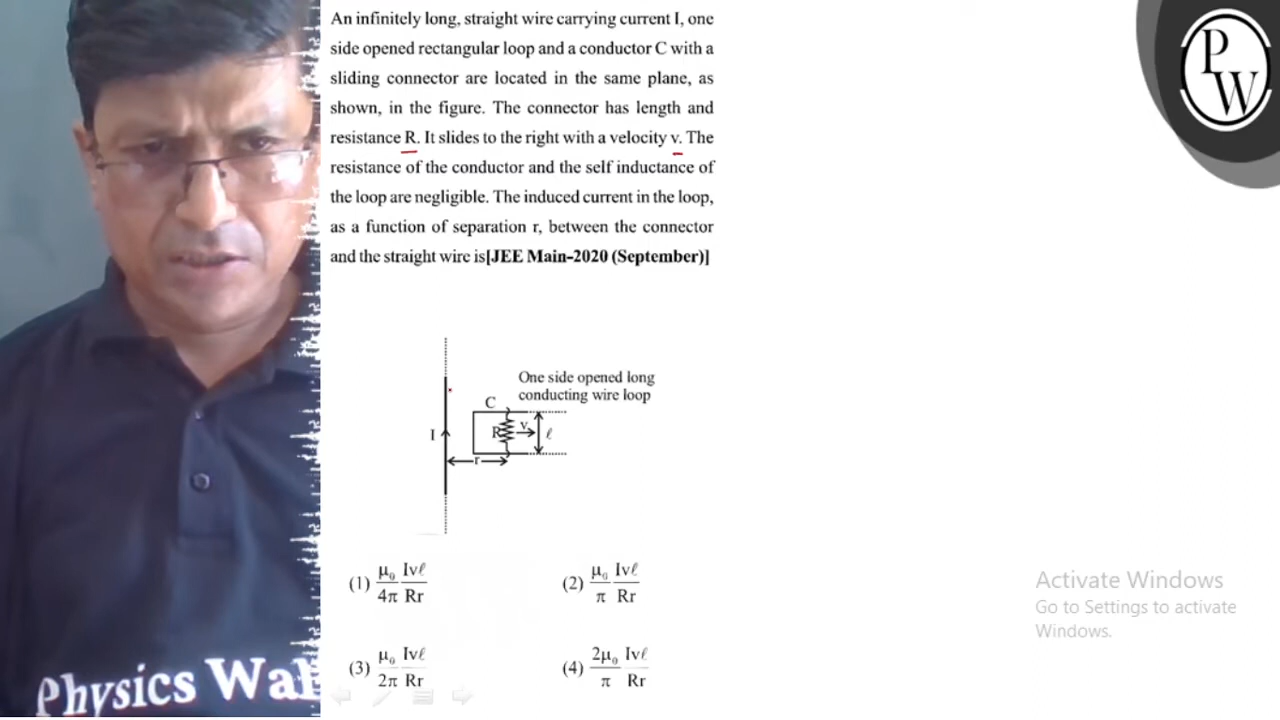 An infinitely long, straight wire carrying current I, one
side opened rectangular loop and a conductor C with a
sliding connector are located in the same plane, as
shown, in the figure. The connector has length and
resistance R. It slides to the right with a velocity v. The
resistance of the conductor and the self inductance of
the loop are negligible. The induced current in the loop,
as a function of separation r, between the connector
and the straight wire is[JEE Main-2020 (September)]
P
W
One side opened long
conducting wire loop
C
I
R
v
ℓ
r
(1) μ₀/4π Ivℓ/Rr
(2) μ₀/π Ivℓ/Rr
(3) μ₀/2π Ivℓ/Rr
(4) 2μ₀/π Ivℓ/Rr
Activate Windows
Go to Settings to activate
Windows.
Physics Wal